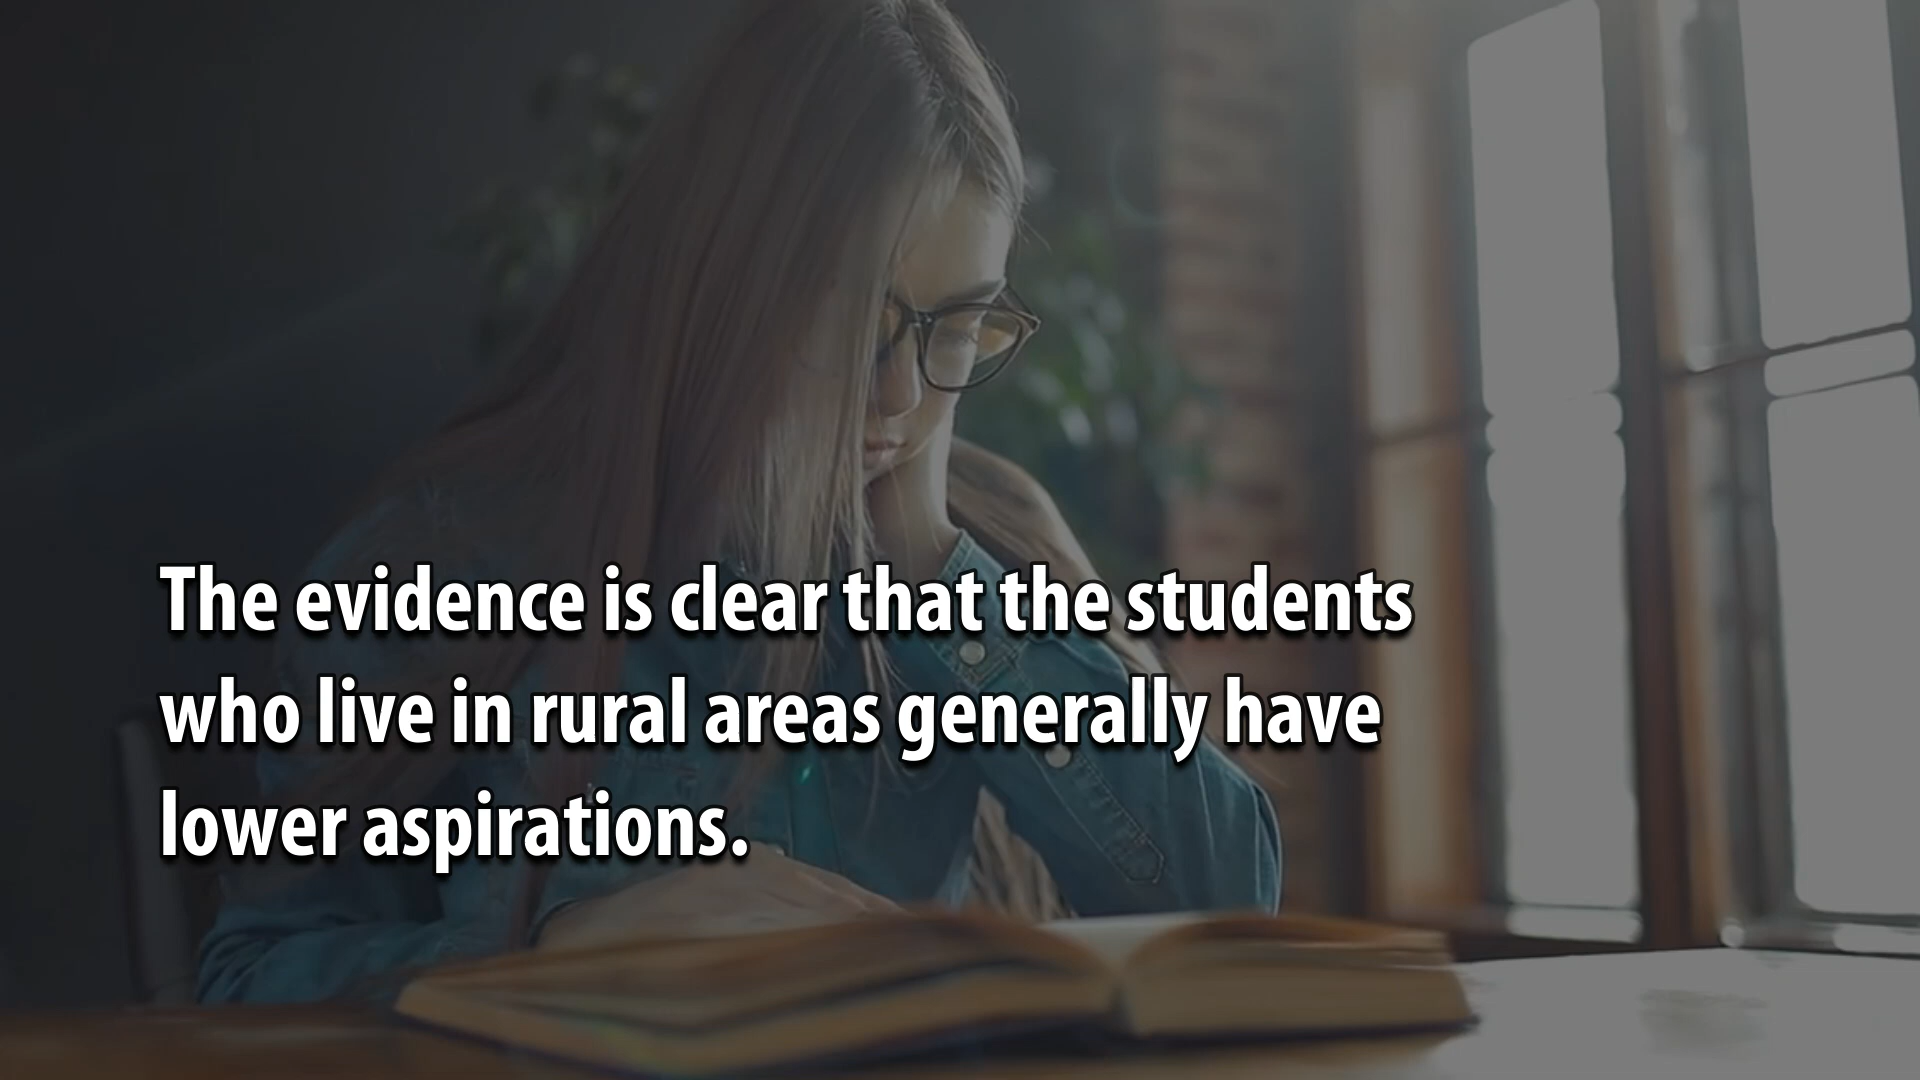 The evidence is clear that the students
who live in rural areas generally have
lower aspirations.